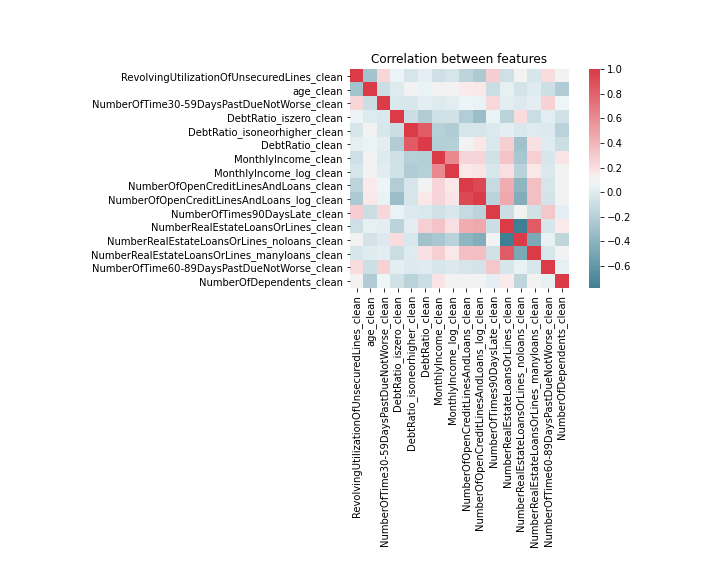 Correlation between features
RevolvingUtilizationOfUnsecuredLines_clean
age_clean
NumberOfTime30-59DaysPastDueNotWorse_clean
DebtRatio_iszero_clean
DebtRatio_isoneorhigher_clean
DebtRatio_clean
MonthlyIncome_clean
MonthlyIncome_log_clean
NumberOfOpenCreditLinesAndLoans_clean
NumberOfOpenCreditLinesAndLoans_log_clean
NumberOfTimes90DaysLate_clean
NumberRealEstateLoansOrLines_clean
NumberRealEstateLoansOrLines_noloans_clean
NumberRealEstateLoansOrLines_manyloans_clean
NumberOfTime60-89DaysPastDueNotWorse_clean
NumberOfDependents_clean
RevolvingUtilizationOfUnsecuredLines_clean
age_clean
NumberOfTime30-59DaysPastDueNotWorse_clean
DebtRatio_iszero_clean
DebtRatio_isoneorhigher_clean
DebtRatio_clean
MonthlyIncome_clean
MonthlyIncome_log_clean
NumberOfOpenCreditLinesAndLoans_clean
NumberOfOpenCreditLinesAndLoans_log_clean
NumberOfTimes90DaysLate_clean
NumberRealEstateLoansOrLines_clean
NumberRealEstateLoansOrLines_noloans_clean
NumberRealEstateLoansOrLines_manyloans_clean
NumberOfTime60-89DaysPastDueNotWorse_clean
NumberOfDependents_clean
1.0
0.8
0.6
0.4
0.2
0.0
−0.2
−0.4
−0.6